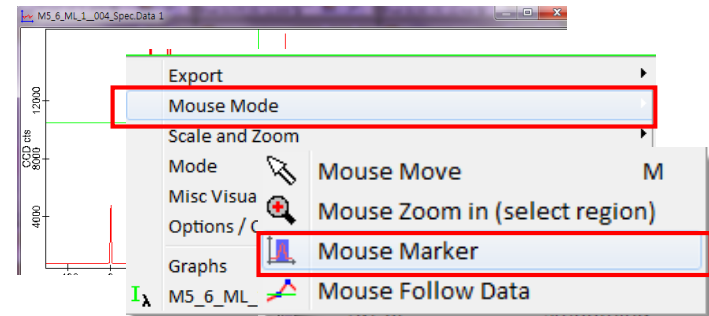 M5_6_ML_1__004_Spec.Data 1
Export
Mouse Mode
Scale and Zoom
Mode
Misc Visua
Options / C
Graphs
M5_6_ML_
Mouse Move M
Mouse Zoom in (select region)
Mouse Marker
Mouse Follow Data
12000
8000
4000
CCD cts
Iλ